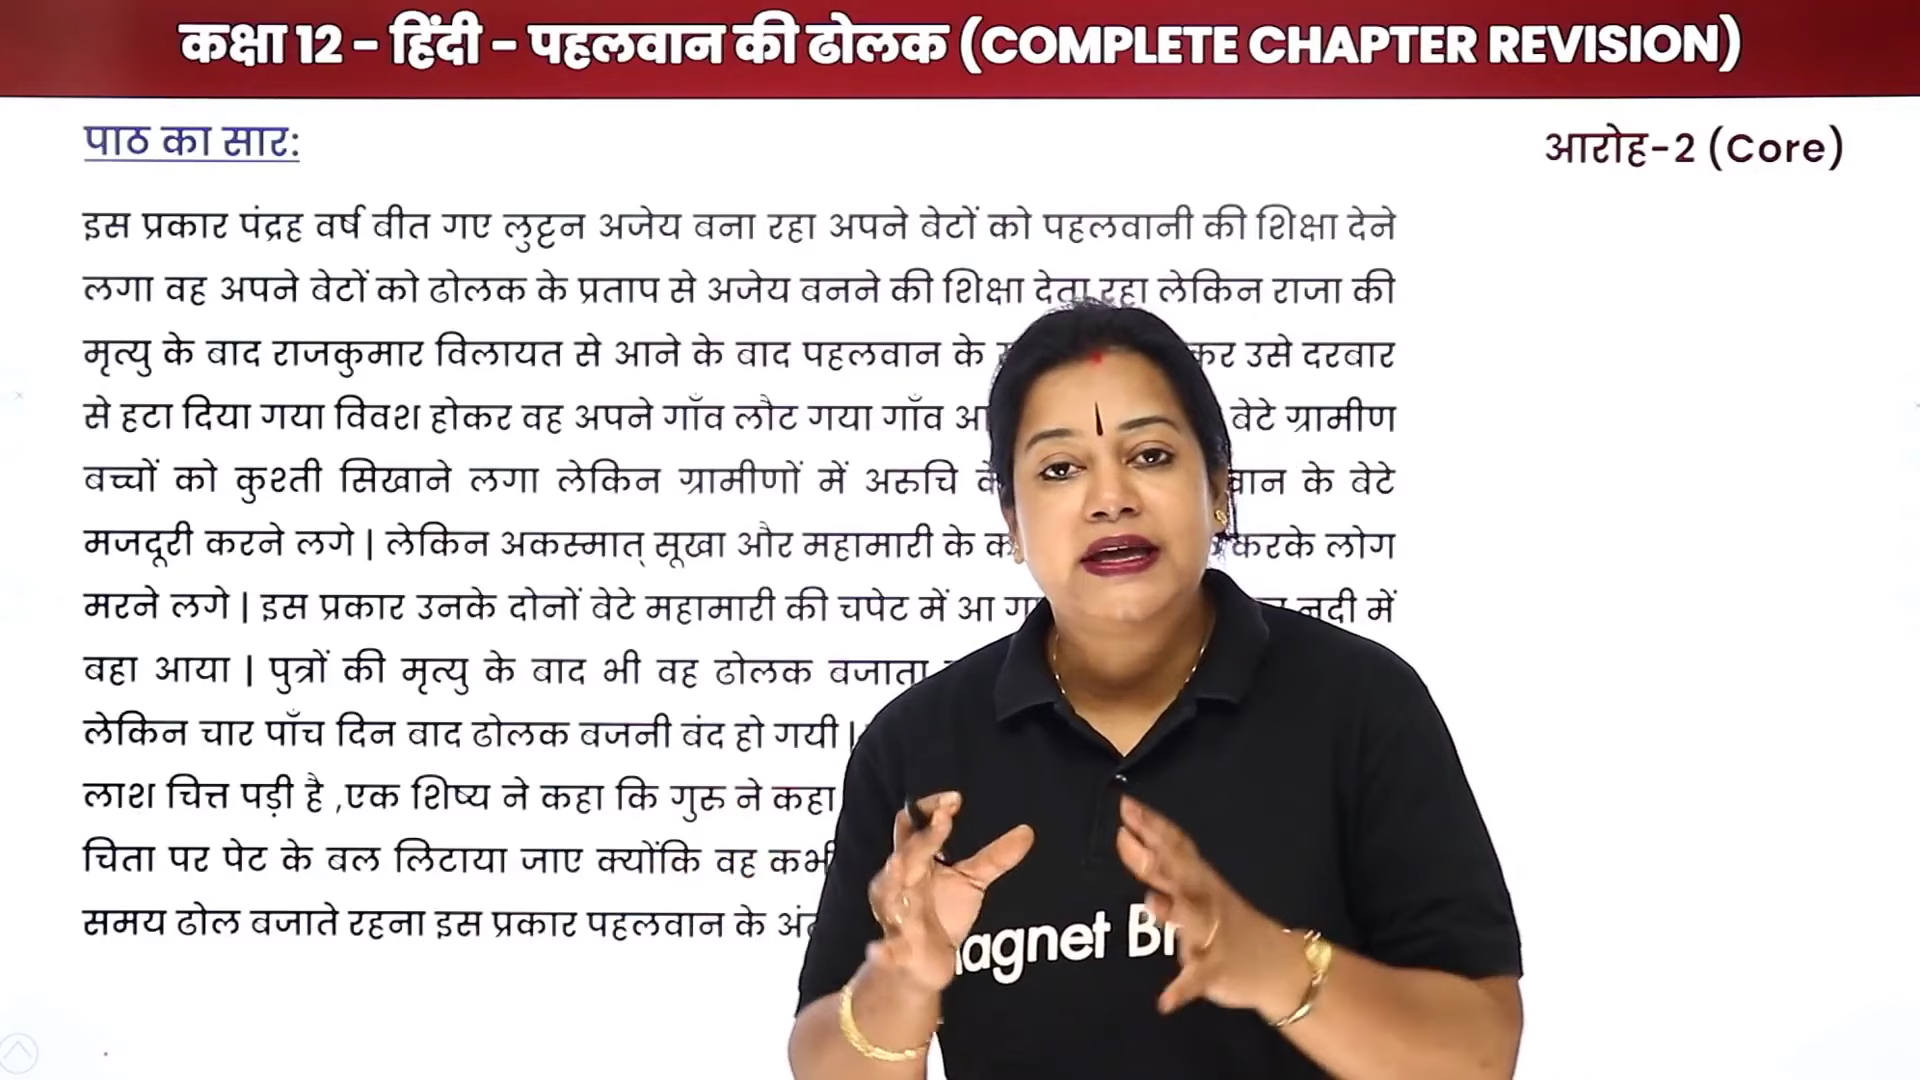 कक्षा 12 - हिंदी - पहलवान की ढोलक (COMPLETE CHAPTER REVISION)
पाठ का सार:
आरोह-2 (Core)
इस प्रकार पंद्रह वर्ष बीत गए लुट्टन अजेय बना रहा अपने बेटों को पहलवानी की शिक्षा देने
लगा वह अपने बेटों को ढोलक के प्रताप से अजेय बनने की शिक्षा देता रहा लेकिन राजा की
मृत्यु के बाद राजकुमार विलायत से आने के बाद पहलवान के उसे दरबार
से हटा दिया गया विवश होकर वह अपने गाँव लौट गया गाँव बेटे ग्रामीण
बच्चों को कुश्ती सिखाने लगा लेकिन ग्रामीणों में अरुचि के बेटे
मजदूरी करने लगे | लेकिन अकस्मात् सूखा और महामारी के करके लोग
मरने लगे | इस प्रकार उनके दोनों बेटे महामारी की चपेट में आ नदी में
बहा आया | पुत्रों की मृत्यु के बाद भी वह ढोलक बजाता
लेकिन चार पाँच दिन बाद ढोलक बजनी बंद हो गयी |
लाश चित्त पड़ी है ,एक शिष्य ने कहा कि गुरु ने कहा
चिता पर पेट के बल लिटाया जाए क्योंकि वह
समय ढोल बजाते रहना इस प्रकार पहलवान के